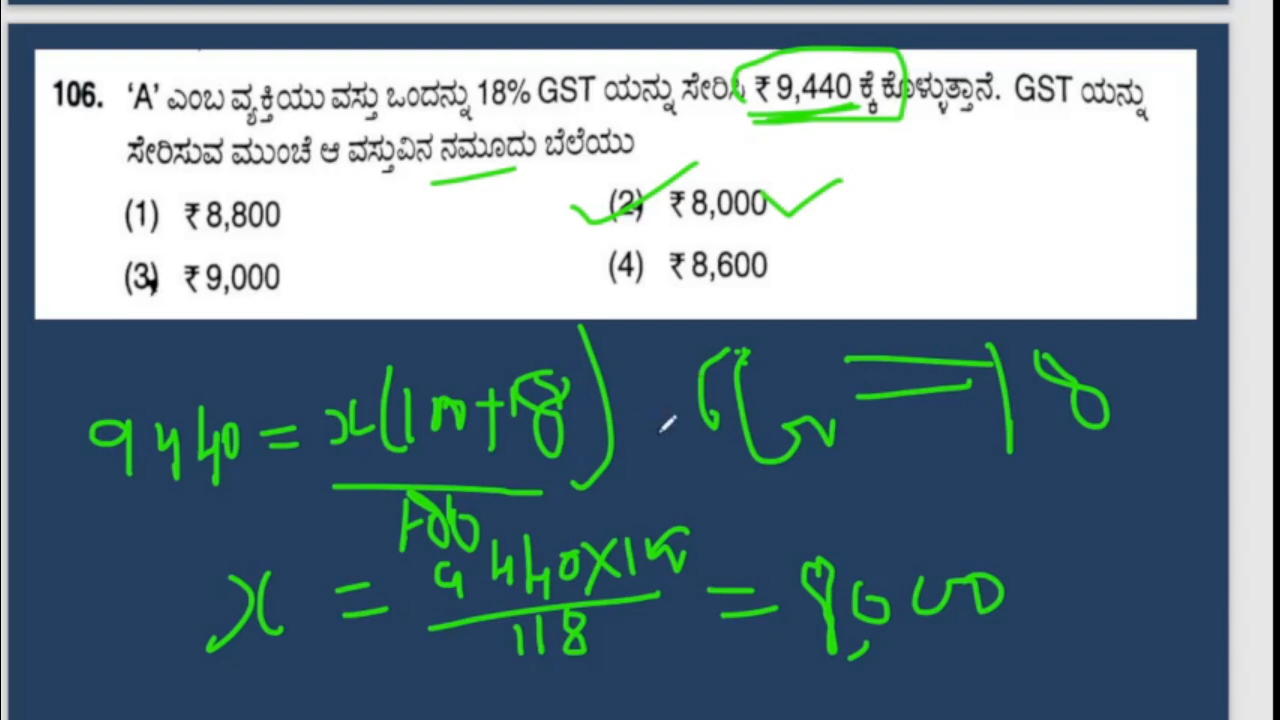 106. 'A' ಎಂಬ ವ್ಯಕ್ತಿಯು ವಸ್ತು ಒಂದನ್ನು 18% GST ಯನ್ನು ಸೇರಿಸಿ ₹ 9,440 ಕ್ಕೆ ಕೊಳ್ಳುತ್ತಾನೆ. GST ಯನ್ನು
ಸೇರಿಸುವ ಮುಂಚೆ ಆ ವಸ್ತುವಿನ ನಮೂದು ಬೆಲೆಯು
(1) ₹ 8,800 (2) ₹ 8,000
(3) ₹ 9,000 (4) ₹ 8,600
9440 = x(100+18)
100
= 18
x = 9440×100 = 8,000
118